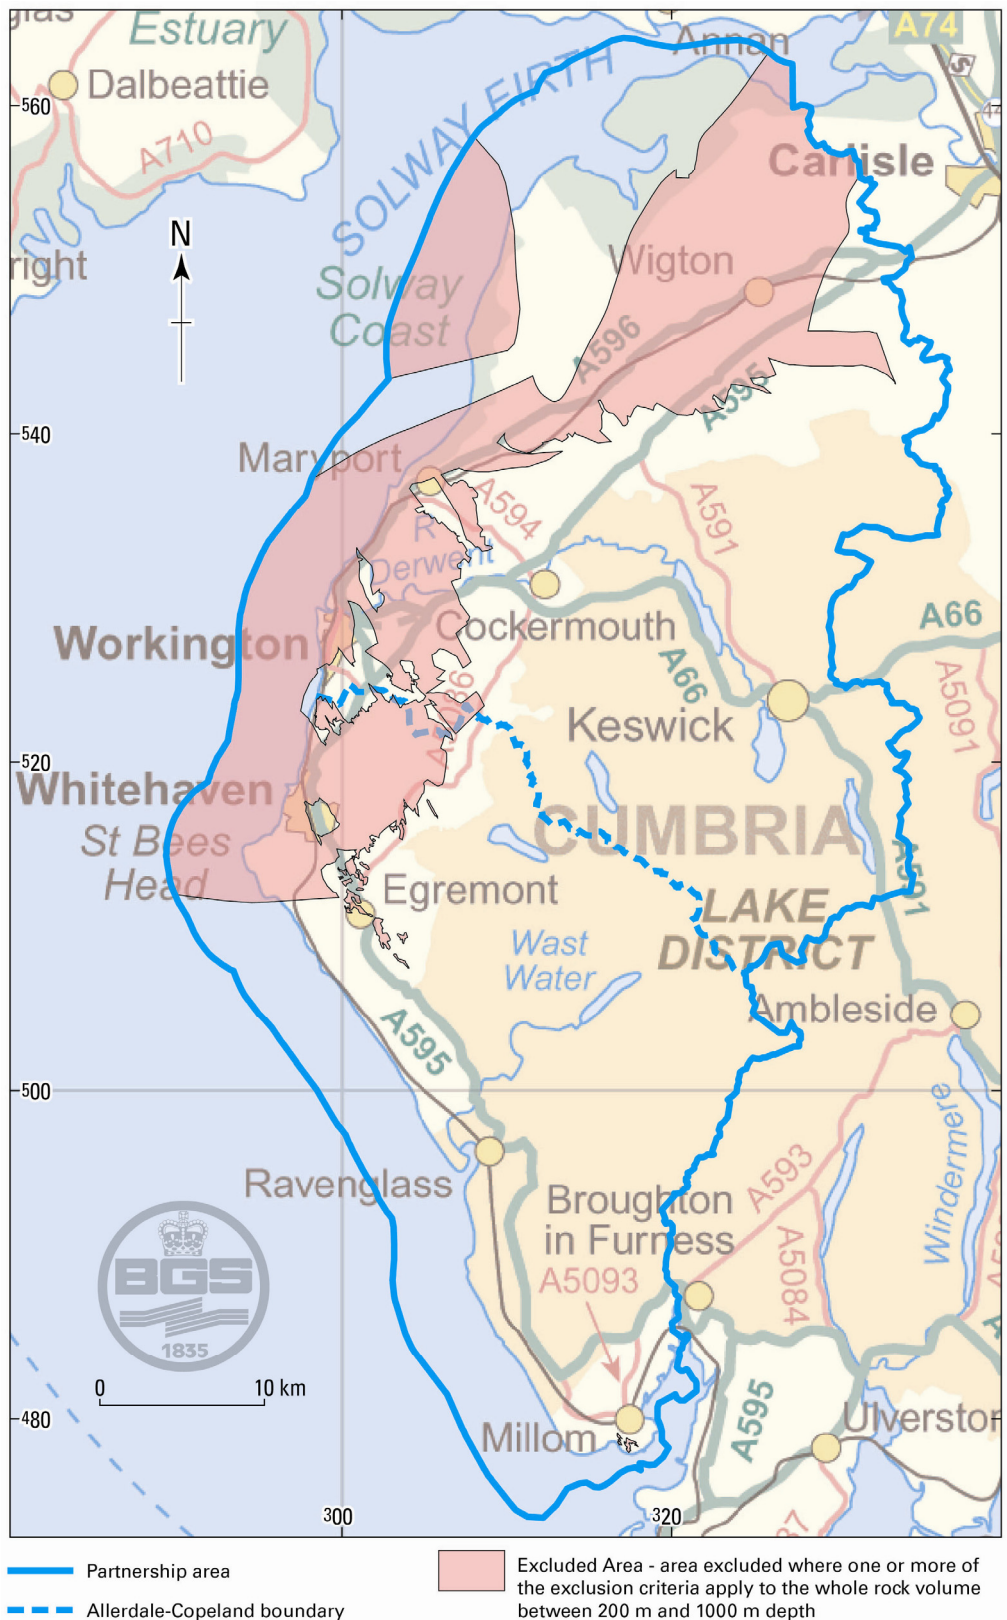 Estuary
Annan
A74
Dalbeattie
560
A710
SOLWAY FIRTH
Carlisle
N
right
Wigton
Solway
Coast
A596
A595
540
Maryport
A594
A591
R
Derwent
Cockermouth
A66
Workington
A66
A5086
A5091
Keswick
520
Whitehaven
CUMBRIA
St Bees
Head
A591
Egremont
LAKE
DISTRICT
Wast
Water
Ambleside
A595
500
Windermere
Ravenglass
A593
Broughton
in Furness
A5093
A5084
BGS
1835
0 10 km
A595
480
Millom
Ulverston
300
320
Partnership area
Allerdale-Copeland boundary
Excluded Area - area excluded where one or more of
the exclusion criteria apply to the whole rock volume
between 200 m and 1000 m depth